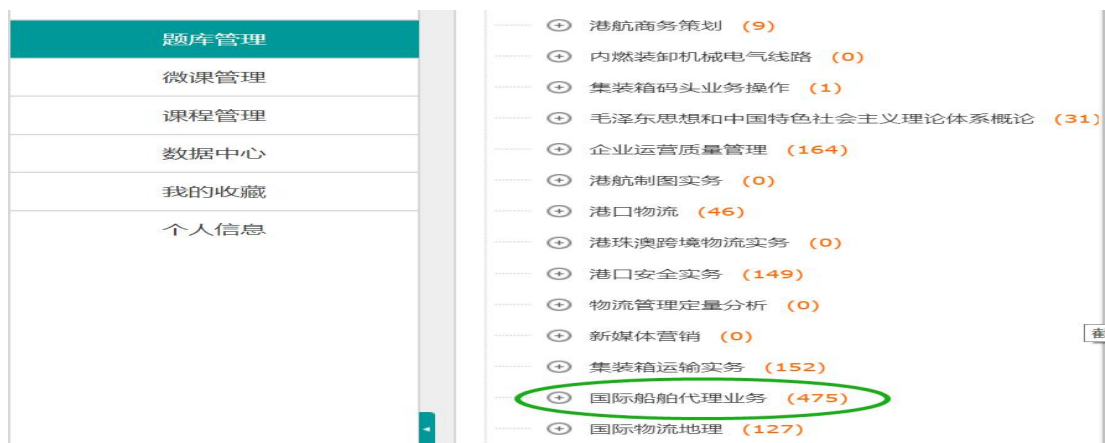 题库管理
微课管理
课程管理
数据中心
我的收藏
个人信息
港航商务策划 (9)
内燃装卸机械电气线路 (0)
集装箱码头业务操作 (1)
毛泽东思想和中国特色社会主义理论体系概论 (31)
企业运营质量管理 (164)
港航制图实务 (0)
港口物流 (46)
港珠澳跨境物流实务 (0)
港口安全实务 (149)
物流管理定量分析 (0)
新媒体营销 (0)
集装箱运输实务 (152)
国际船舶代理业务 (475)
国际物流地理 (127)